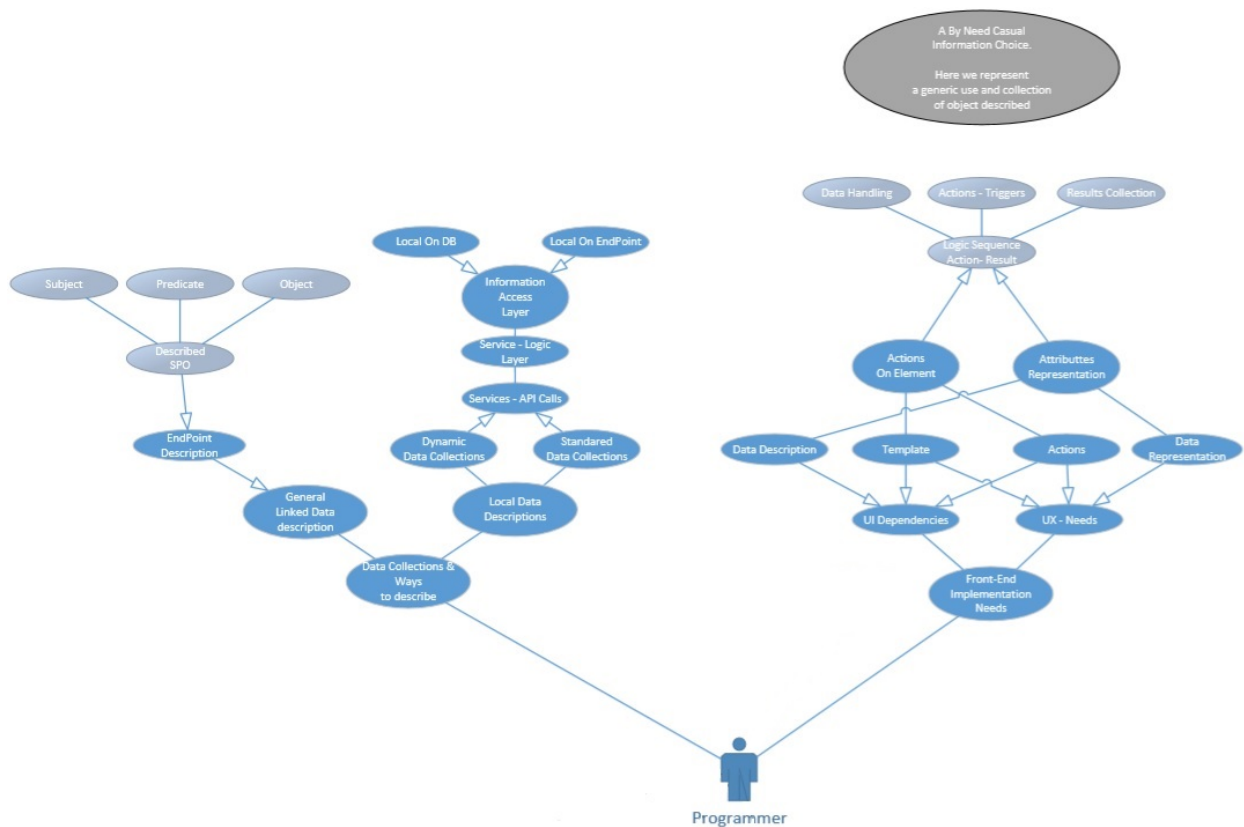 A By Need Casual
Information Choice.
Here we represent
a generic use and collection
of object described
Data Handling
Actions - Triggers
Results Collection
Local On DB
Local On EndPoint
Logic Sequence
Action- Result
Subject
Predicate
Object
Information
Access
Layer
Described
SPO
Service - Logic
Layer
Actions
On Element
Attributtes
Representation
Services - API Calls
EndPoint
Description
Dynamic
Data Collections
Standared
Data Collections
Data Description
Template
Actions
Data
Representation
General
Linked Data
description
Local Data
Descriptions
UI Dependencies
UX - Needs
Data Collections &
Ways
to describe
Front-End
Implementation
Needs
Programmer